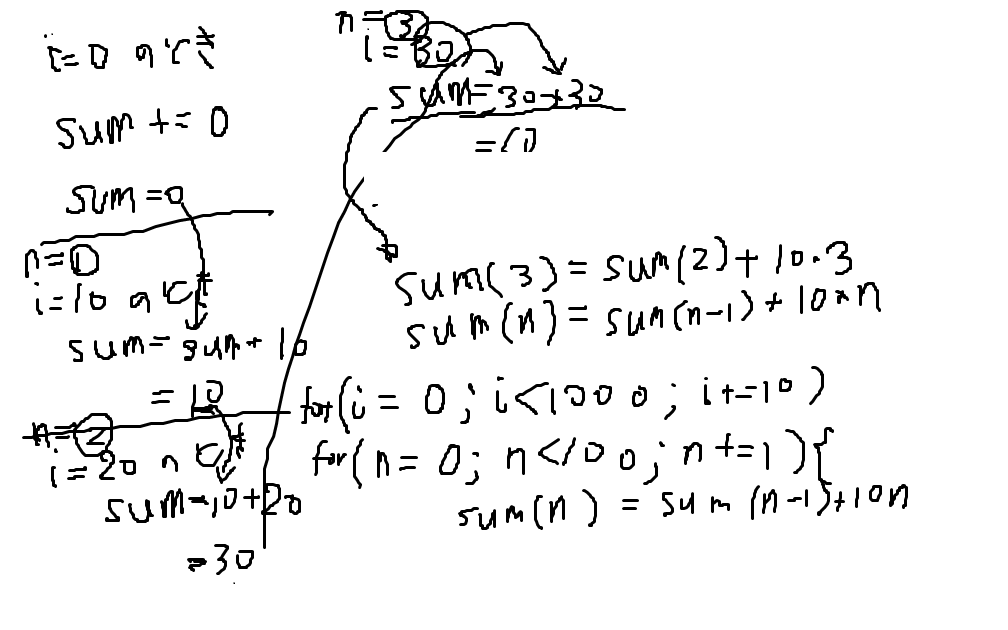 i=0 のとき
sum += 0
sum=0
n=1
i=10 のとき
sum= sum+ 10
= 10
n=2
i=20 のとき
sum=10+20
=30
n=3
i=30
sum=30+30
=60
sum(3)=sum(2)+10・3
sum(n)=sum(n-1)+10*n
for(i=0;i<1000;i+=10)
for(n=0;n<100;n+=1){
sum(n)=sum(n-1)+10n